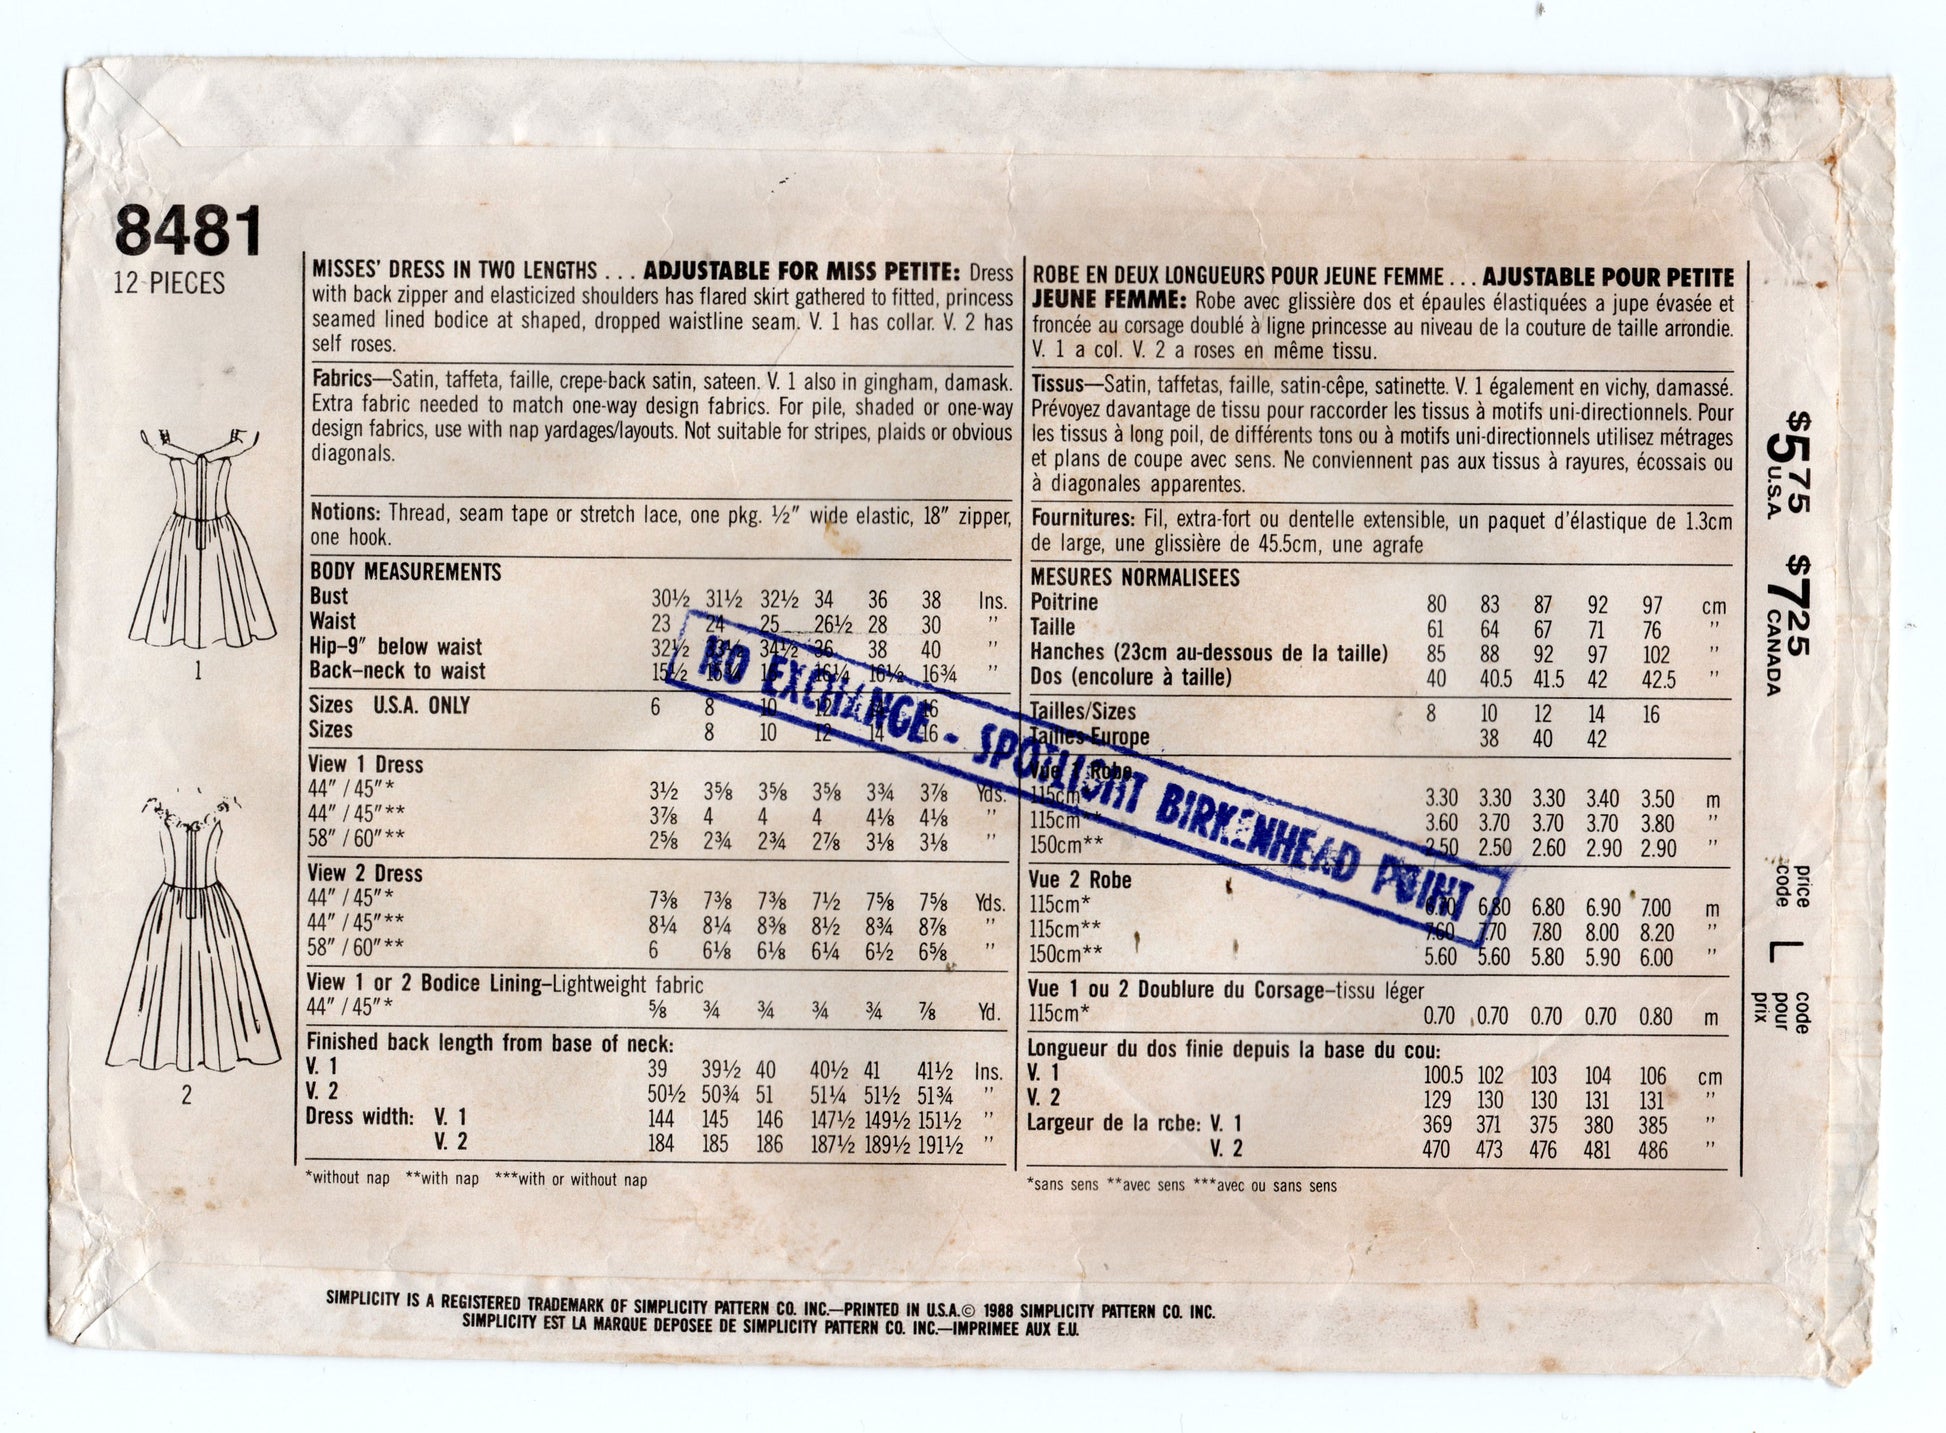 8481
12 PIECES
1
2
MISSES' DRESS IN TWO LENGTHS . . . ADJUSTABLE FOR MISS PETITE: Dress
with back zipper and elasticized shoulders has flared skirt gathered to fitted, princess
seamed lined bodice at shaped, dropped waistline seam. V. 1 has collar. V. 2 has
self roses.
Fabrics—Satin, taffeta, faille, crepe-back satin, sateen. V. 1 also in gingham, damask.
Extra fabric needed to match one-way design fabrics. For pile, shaded or one-way
design fabrics, use with nap yardages/layouts. Not suitable for stripes, plaids or obvious
diagonals.
Notions: Thread, seam tape or stretch lace, one pkg. ½" wide elastic, 18" zipper,
one hook.
BODY MEASUREMENTS
Bust 30½ 31½ 32½ 34 36 38 Ins.
Waist 23 24 25 26½ 28 30 "
Hip–9" below waist 32½ 34½ 36 38 40 "
Back–neck to waist 15½ 15¾ 16¼ 16½ 16¾ "
Sizes U.S.A. ONLY 6 8 10 12 14 16
Sizes 8 10 12 14 16
View 1 Dress
44" / 45"* 3½ 3⅝ 3⅝ 3⅝ 3¾ 3⅞ Yds.
44" / 45"** 3⅞ 4 4 4 4⅛ 4⅛ "
58" / 60"** 2⅝ 2¾ 2¾ 2⅞ 3⅛ 3⅛ "
View 2 Dress
44" / 45"* 7⅜ 7⅜ 7⅜ 7½ 7⅝ 7⅝ Yds.
44" / 45"** 8¼ 8¼ 8⅜ 8½ 8¾ 8⅞ "
58" / 60"** 6 6⅛ 6⅛ 6¼ 6½ 6⅝ "
View 1 or 2 Bodice Lining–Lightweight fabric
44" / 45"* ⅝ ¾ ¾ ¾ ¾ ⅞ Yd.
Finished back length from base of neck:
V. 1 39 39½ 40 40½ 41 41½ Ins.
V. 2 50½ 50¾ 51 51¼ 51½ 51¾ "
Dress width: V. 1 144 145 146 147½ 149½ 151½ "
V. 2 184 185 186 187½ 189½ 191½ "
*without nap **with nap ***with or without nap
ROBE EN DEUX LONGUEURS POUR JEUNE FEMME . . . AJUSTABLE POUR PETITE
JEUNE FEMME: Robe avec glissière dos et épaules élastiquées a jupe évasée et
froncée au corsage doublé à ligne princesse au niveau de la couture de taille arrondie.
V. 1 a col. V. 2 a roses en même tissu.
Tissus—Satin, taffetas, faille, satin-cêpe, satinette. V. 1 également en vichy, damassé.
Prévoyez davantage de tissu pour raccorder les tissus à motifs uni-directionnels. Pour
les tissus à long poil, de différents tons ou à motifs uni-directionnels utilisez métrages
et plans de coupe avec sens. Ne conviennent pas aux tissus à rayures, écossais ou
à diagonales apparentes.
Fournitures: Fil, extra-fort ou dentelle extensible, un paquet d'élastique de 1.3cm
de large, une glissière de 45.5cm, une agrafe
MESURES NORMALISEES
Poitrine 80 83 87 92 97 cm
Taille 61 64 67 71 76 "
Hanches (23cm au-dessous de la taille) 85 88 92 97 102 "
Dos (encolure à taille) 40 40.5 41.5 42 42.5 "
Tailles/Sizes 8 10 12 14 16
Tailles Europe 38 40 42
Vue 1 Robe
115cm 3.30 3.30 3.30 3.40 3.50 m
115cm** 3.60 3.70 3.70 3.70 3.80 "
150cm** 2.50 2.50 2.60 2.90 2.90 "
Vue 2 Robe
115cm* 6.80 6.80 6.90 7.00 m
115cm** 7.60 7.70 7.80 8.00 8.20 "
150cm** 5.60 5.60 5.80 5.90 6.00 "
Vue 1 ou 2 Doublure du Corsage–tissu léger
115cm* 0.70 0.70 0.70 0.70 0.80 m
Longueur du dos finie depuis la base du cou:
V. 1 100.5 102 103 104 106 cm
V. 2 129 130 130 131 131 "
Largeur de la robe: V. 1 369 371 375 380 385 "
V. 2 470 473 476 481 486 "
*sans sens **avec sens ***avec ou sans sens
NO EXCHANGE - SPOTLIGHT BIRKENHEAD POINT
$5.75 U.S.A.
$7.25 CANADA
price
code
L
code
pour
prix
SIMPLICITY IS A REGISTERED TRADEMARK OF SIMPLICITY PATTERN CO. INC.—PRINTED IN U.S.A.© 1988 SIMPLICITY PATTERN CO. INC.
SIMPLICITY EST LA MARQUE DEPOSEE DE SIMPLICITY PATTERN CO. INC.—IMPRIMEE AUX E.U.